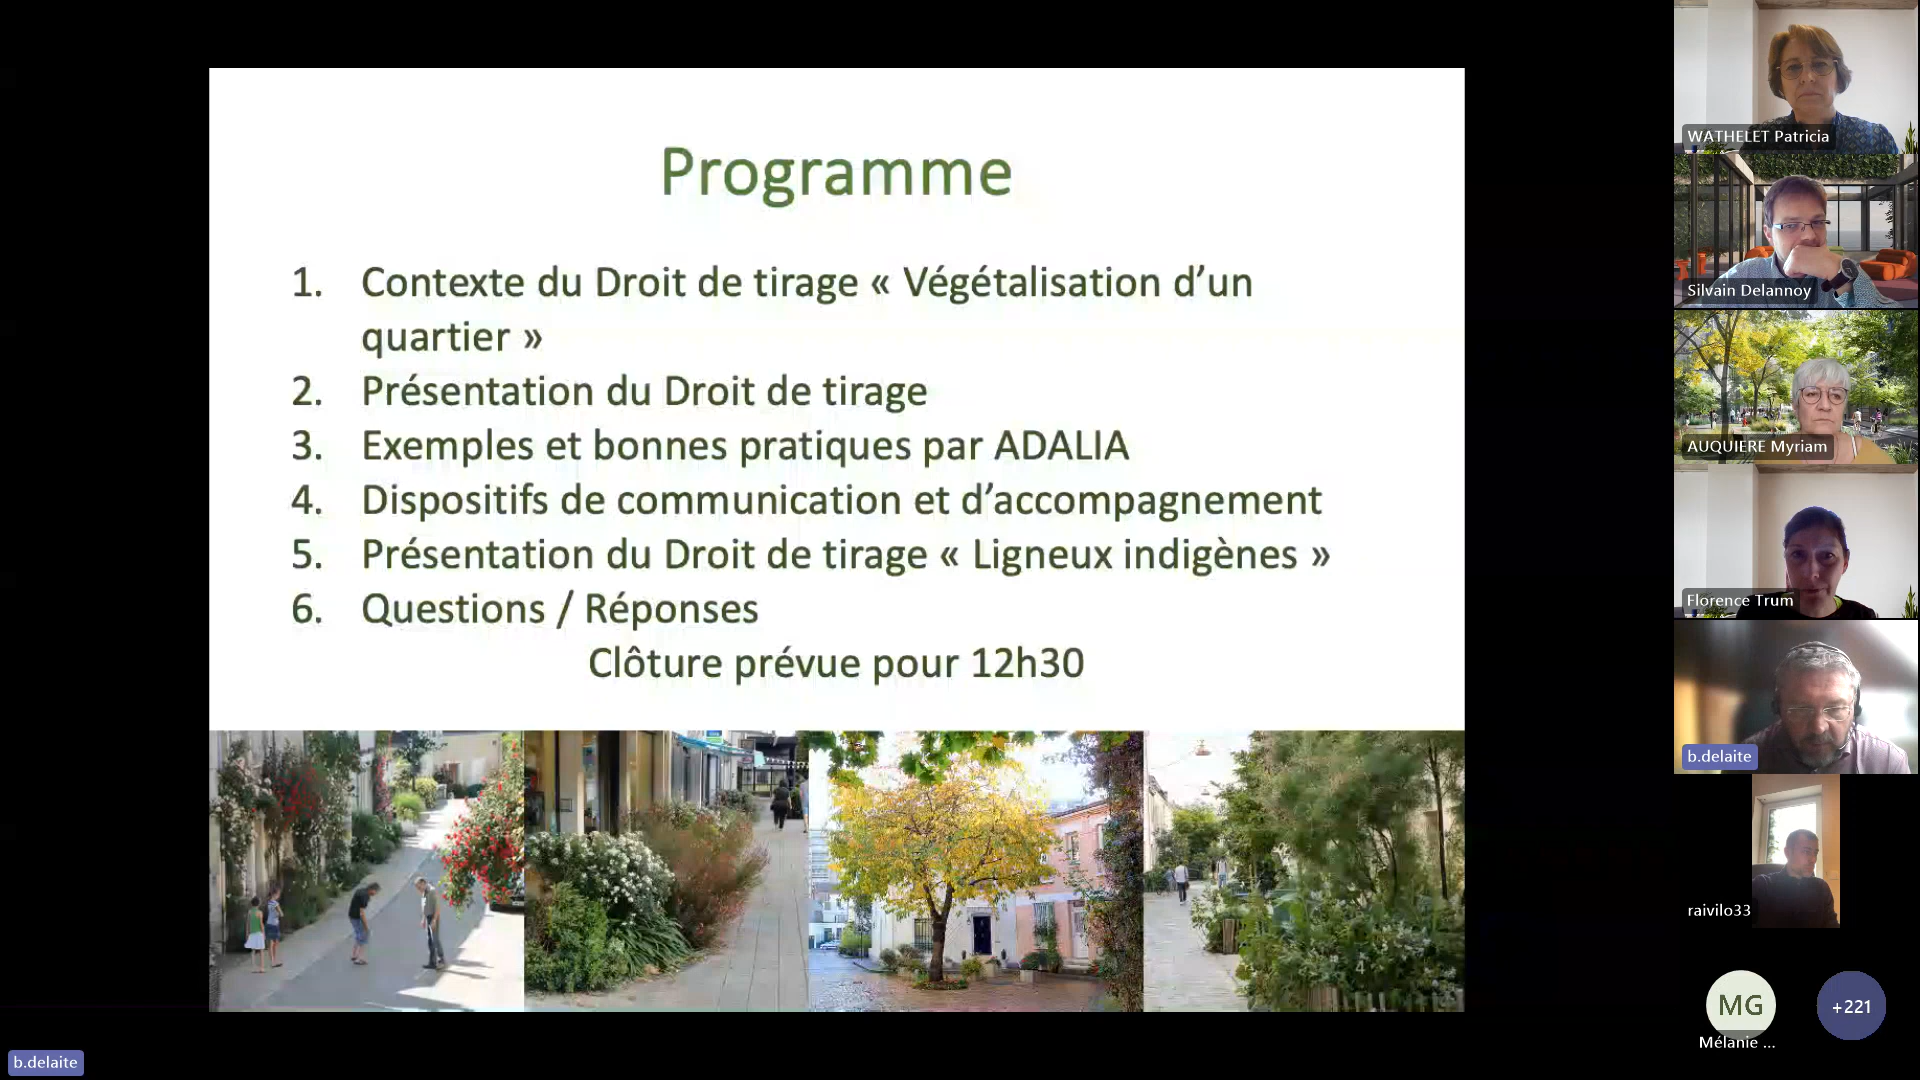 Programme
1. Contexte du Droit de tirage « Végétalisation d’un
quartier »
2. Présentation du Droit de tirage
3. Exemples et bonnes pratiques par ADALIA
4. Dispositifs de communication et d’accompagnement
5. Présentation du Droit de tirage « Ligneux indigènes »
6. Questions / Réponses
Clôture prévue pour 12h30
4
WATHELET Patricia
Silvain Delannoy
AUQUIERE Myriam
Florence Trum
b.delaite
raivilo33
MG
Mélanie ...
+221
b.delaite